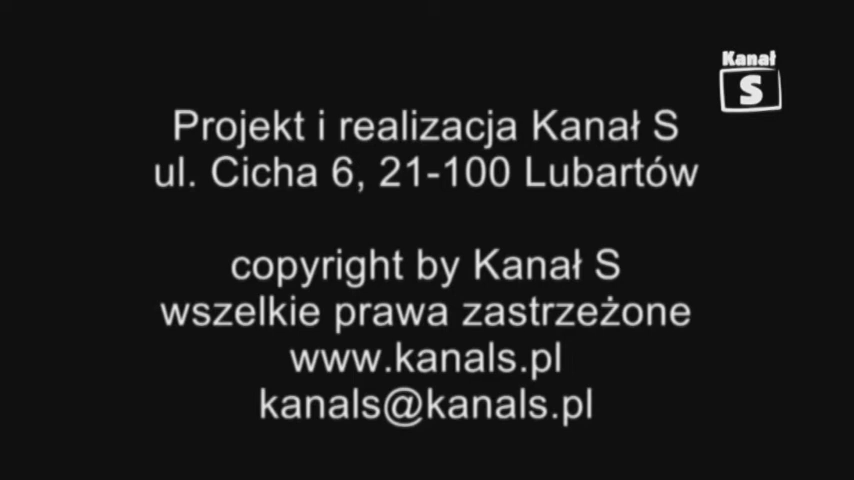 Kanał
S
Projekt i realizacja Kanał S
ul. Cicha 6, 21-100 Lubartów
copyright by Kanał S
wszelkie prawa zastrzeżone
www.kanals.pl
kanals@kanals.pl